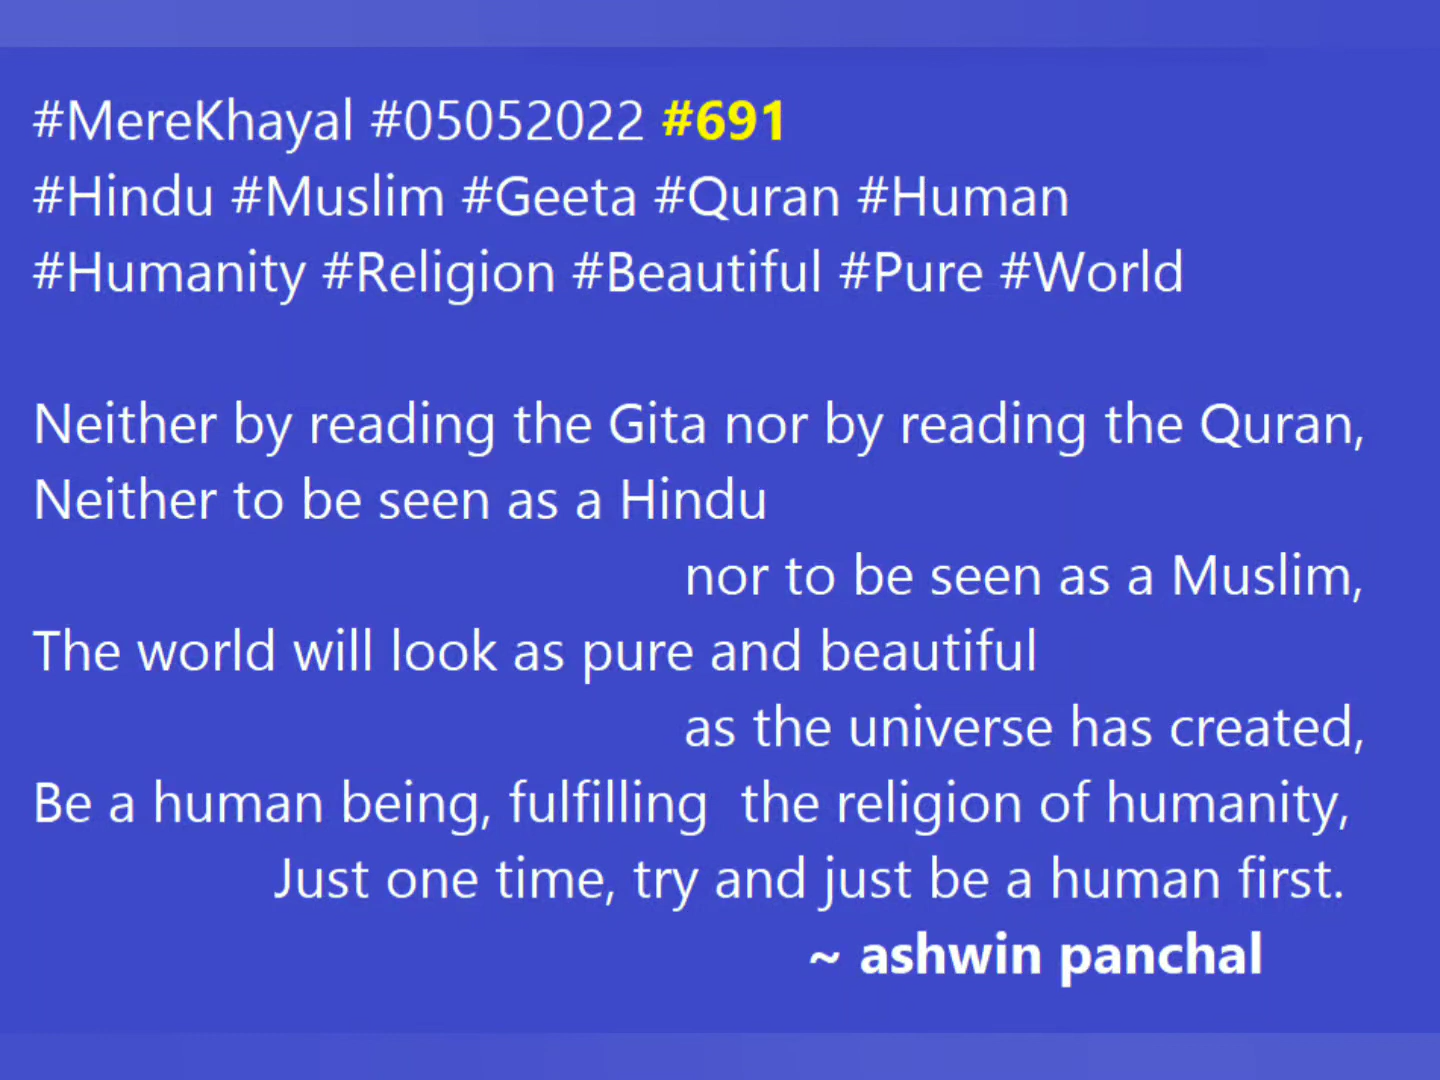 #MereKhayal #05052022 #691
#Hindu #Muslim #Geeta #Quran #Human
#Humanity #Religion #Beautiful #Pure #World
Neither by reading the Gita nor by reading the Quran,
Neither to be seen as a Hindu
nor to be seen as a Muslim,
The world will look as pure and beautiful
as the universe has created,
Be a human being, fulfilling  the religion of humanity,
Just one time, try and just be a human first.
~ ashwin panchal